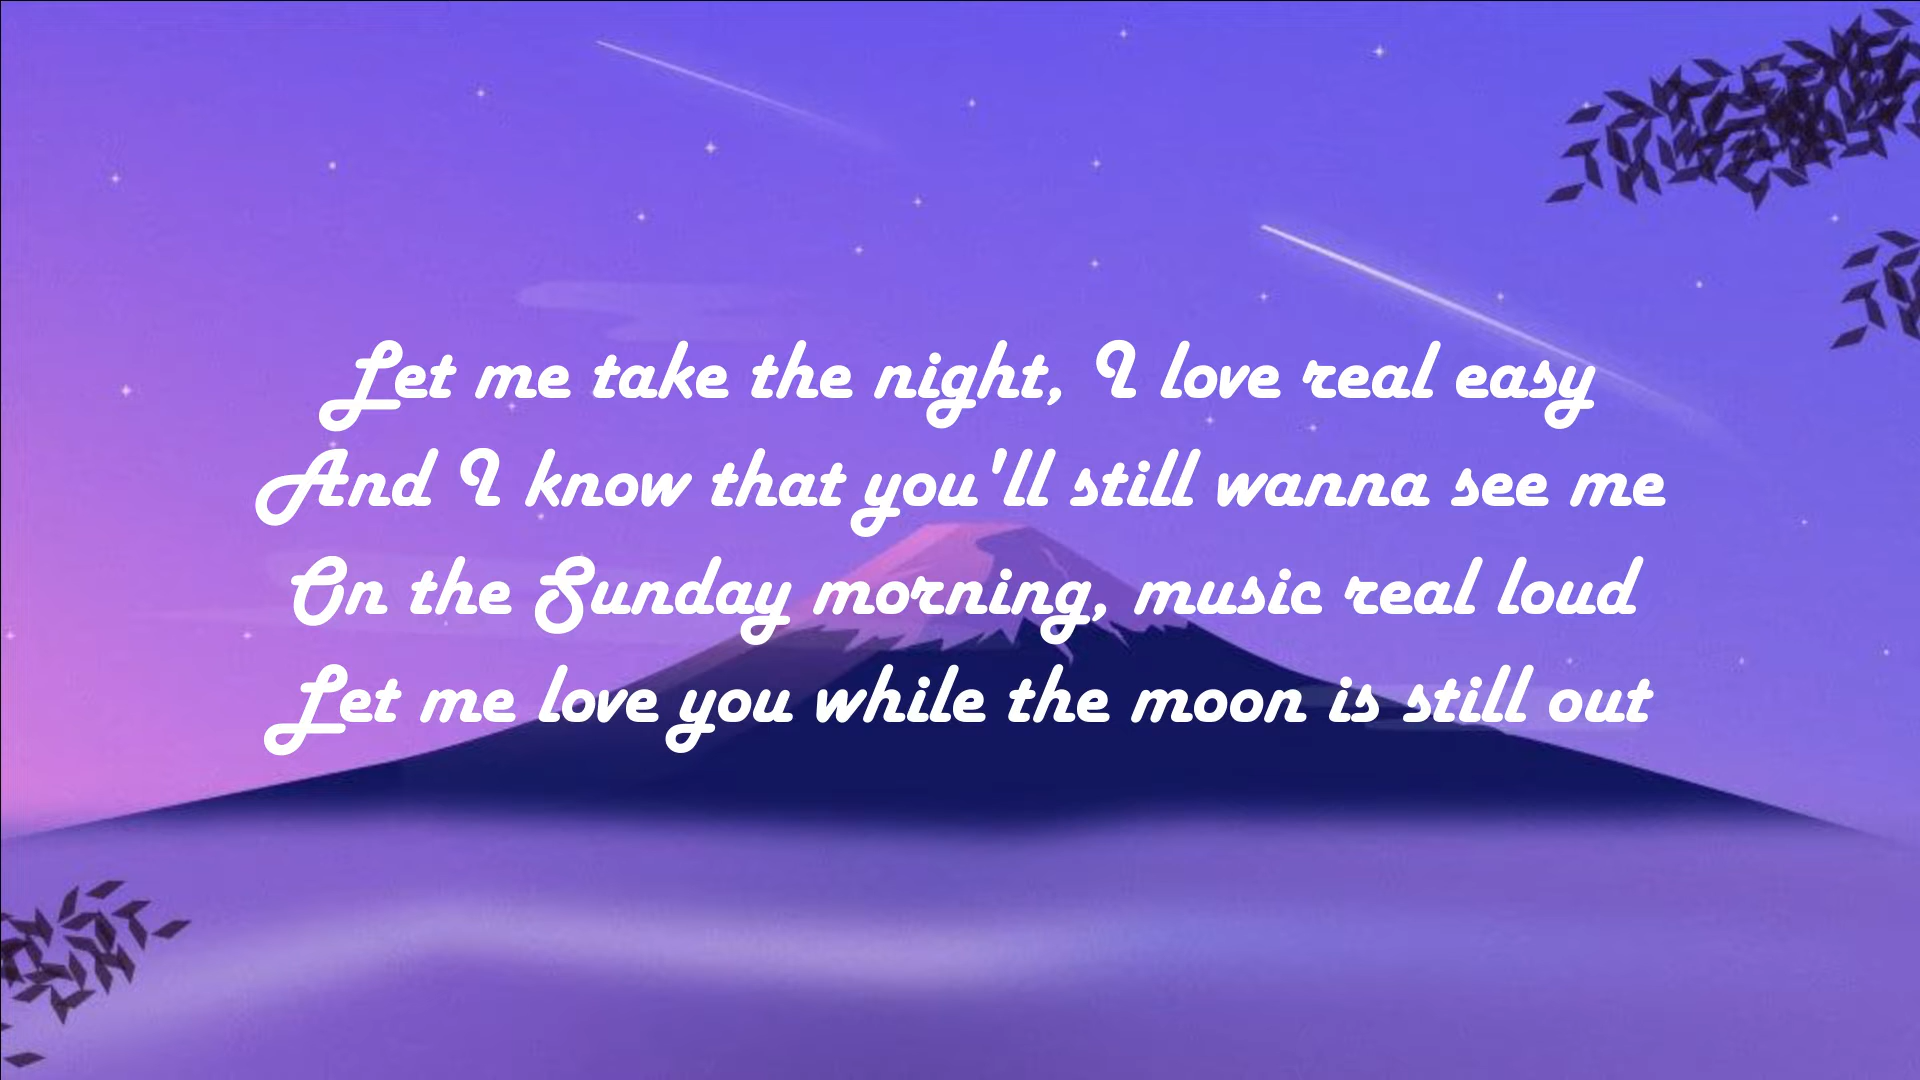 Let me take the night, I love real easy
And I know that you'll still wanna see me
On the Sunday morning, music real loud
Let me love you while the moon is still out